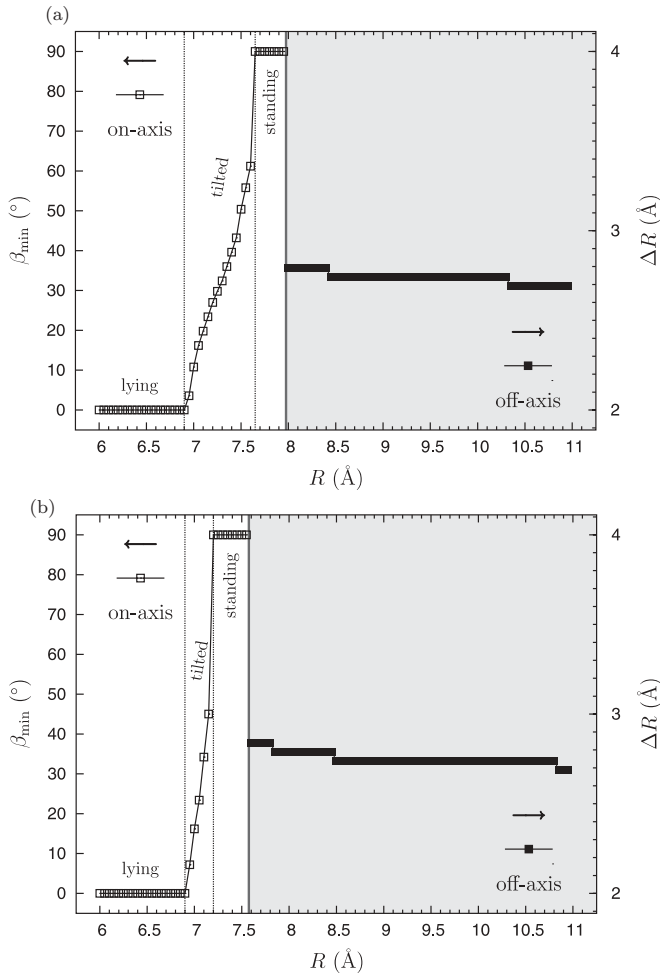 (a)
90
80
70
60
50
40
30
20
10
0
β_min (°)
on-axis
lying
tilted
standing
off-axis
4
3
2
ΔR (Å)
6 6.5 7 7.5 8 8.5 9 9.5 10 10.5 11
R (Å)
(b)
90
80
70
60
50
40
30
20
10
0
β_min (°)
on-axis
lying
tilted
standing
off-axis
4
3
2
ΔR (Å)
6 6.5 7 7.5 8 8.5 9 9.5 10 10.5 11
R (Å)